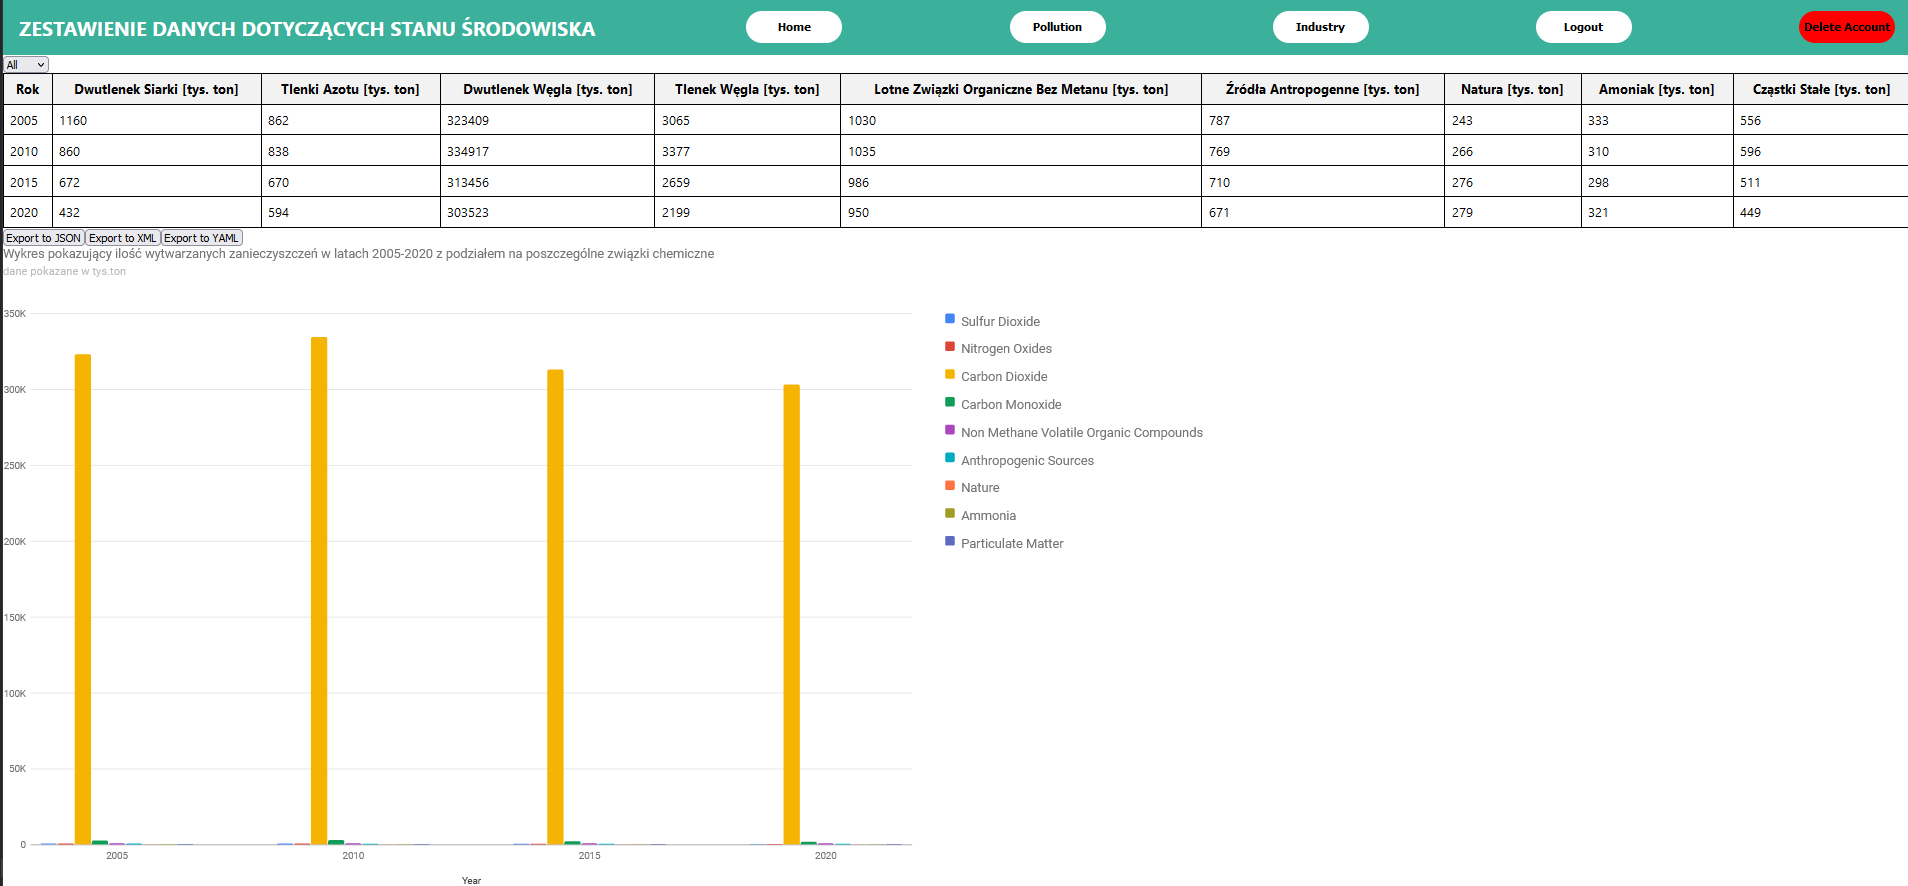 ZESTAWIENIE DANYCH DOTYCZĄCYCH STANU ŚRODOWISKA Home Pollution Industry Logout Delete Account
All
Rok Dwutlenek Siarki [tys. ton] Tlenki Azotu [tys. ton] Dwutlenek Węgla [tys. ton] Tlenek Węgla [tys. ton] Lotne Związki Organiczne Bez Metanu [tys. ton] Źródła Antropogenne [tys. ton] Natura [tys. ton] Amoniak [tys. ton] Cząstki Stałe [tys. ton]
2005 1160 862 323409 3065 1030 787 243 333 556
2010 860 838 334917 3377 1035 769 266 310 596
2015 672 670 313456 2659 986 710 276 298 511
2020 432 594 303523 2199 950 671 279 321 449
Export to JSON Export to XML Export to YAML
Wykres pokazujący ilość wytwarzanych zanieczyszczeń w latach 2005-2020 z podziałem na poszczególne związki chemiczne
dane pokazane w tys.ton
350K
300K
250K
200K
150K
100K
50K
0
2005 2010 2015 2020
Year
Sulfur Dioxide
Nitrogen Oxides
Carbon Dioxide
Carbon Monoxide
Non Methane Volatile Organic Compounds
Anthropogenic Sources
Nature
Ammonia
Particulate Matter